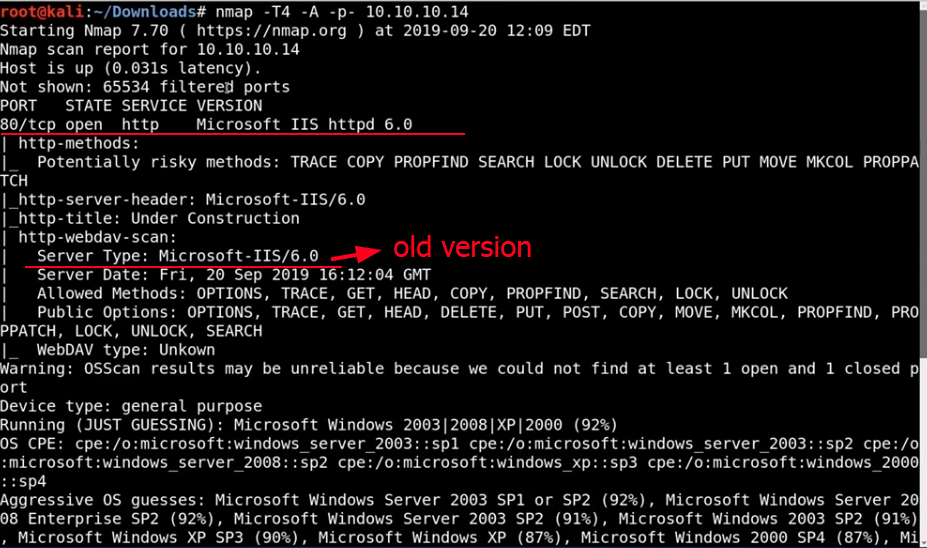 root@kali:~/Downloads# nmap -T4 -A -p- 10.10.10.14
Starting Nmap 7.70 ( https://nmap.org ) at 2019-09-20 12:09 EDT
Nmap scan report for 10.10.10.14
Host is up (0.031s latency).
Not shown: 65534 filtered ports
PORT   STATE SERVICE VERSION
80/tcp open  http    Microsoft IIS httpd 6.0
| http-methods:
|_  Potentially risky methods: TRACE COPY PROPFIND SEARCH LOCK UNLOCK DELETE PUT MOVE MKCOL PROPPA
TCH
|_http-server-header: Microsoft-IIS/6.0
|_http-title: Under Construction
| http-webdav-scan:
|   Server Type: Microsoft-IIS/6.0 old version
|   Server Date: Fri, 20 Sep 2019 16:12:04 GMT
|   Allowed Methods: OPTIONS, TRACE, GET, HEAD, COPY, PROPFIND, SEARCH, LOCK, UNLOCK
|   Public Options: OPTIONS, TRACE, GET, HEAD, DELETE, PUT, POST, COPY, MOVE, MKCOL, PROPFIND, PRO
PPATCH, LOCK, UNLOCK, SEARCH
|_  WebDAV type: Unkown
Warning: OSScan results may be unreliable because we could not find at least 1 open and 1 closed p
ort
Device type: general purpose
Running (JUST GUESSING): Microsoft Windows 2003|2008|XP|2000 (92%)
OS CPE: cpe:/o:microsoft:windows_server_2003::sp1 cpe:/o:microsoft:windows_server_2003::sp2 cpe:/o
:microsoft:windows_server_2008::sp2 cpe:/o:microsoft:windows_xp::sp3 cpe:/o:microsoft:windows_2000
::sp4
Aggressive OS guesses: Microsoft Windows Server 2003 SP1 or SP2 (92%), Microsoft Windows Server 20
08 Enterprise SP2 (92%), Microsoft Windows Server 2003 SP2 (91%), Microsoft Windows 2003 SP2 (91%)
, Microsoft Windows XP SP3 (90%), Microsoft Windows XP (87%), Microsoft Windows 2000 SP4 (87%), Mi